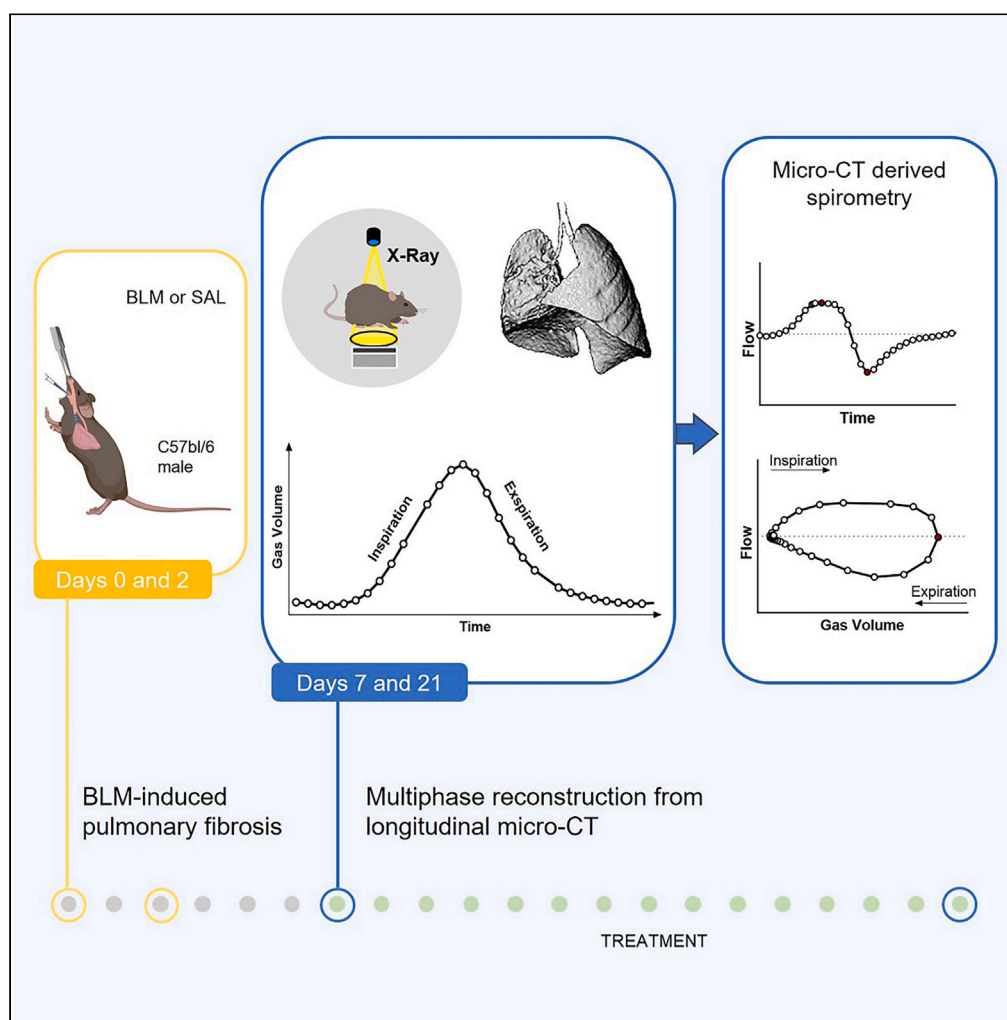 BLM or SAL
C57bl/6
male
Days 0 and 2
X-Ray
Gas Volume
Inspiration
Exspiration
Time
Days 7 and 21
Micro-CT derived
spirometry
Flow
Time
Inspiration
Flow
Expiration
Gas Volume
BLM-induced
pulmonary fibrosis
Multiphase reconstruction from
longitudinal micro-CT
TREATMENT